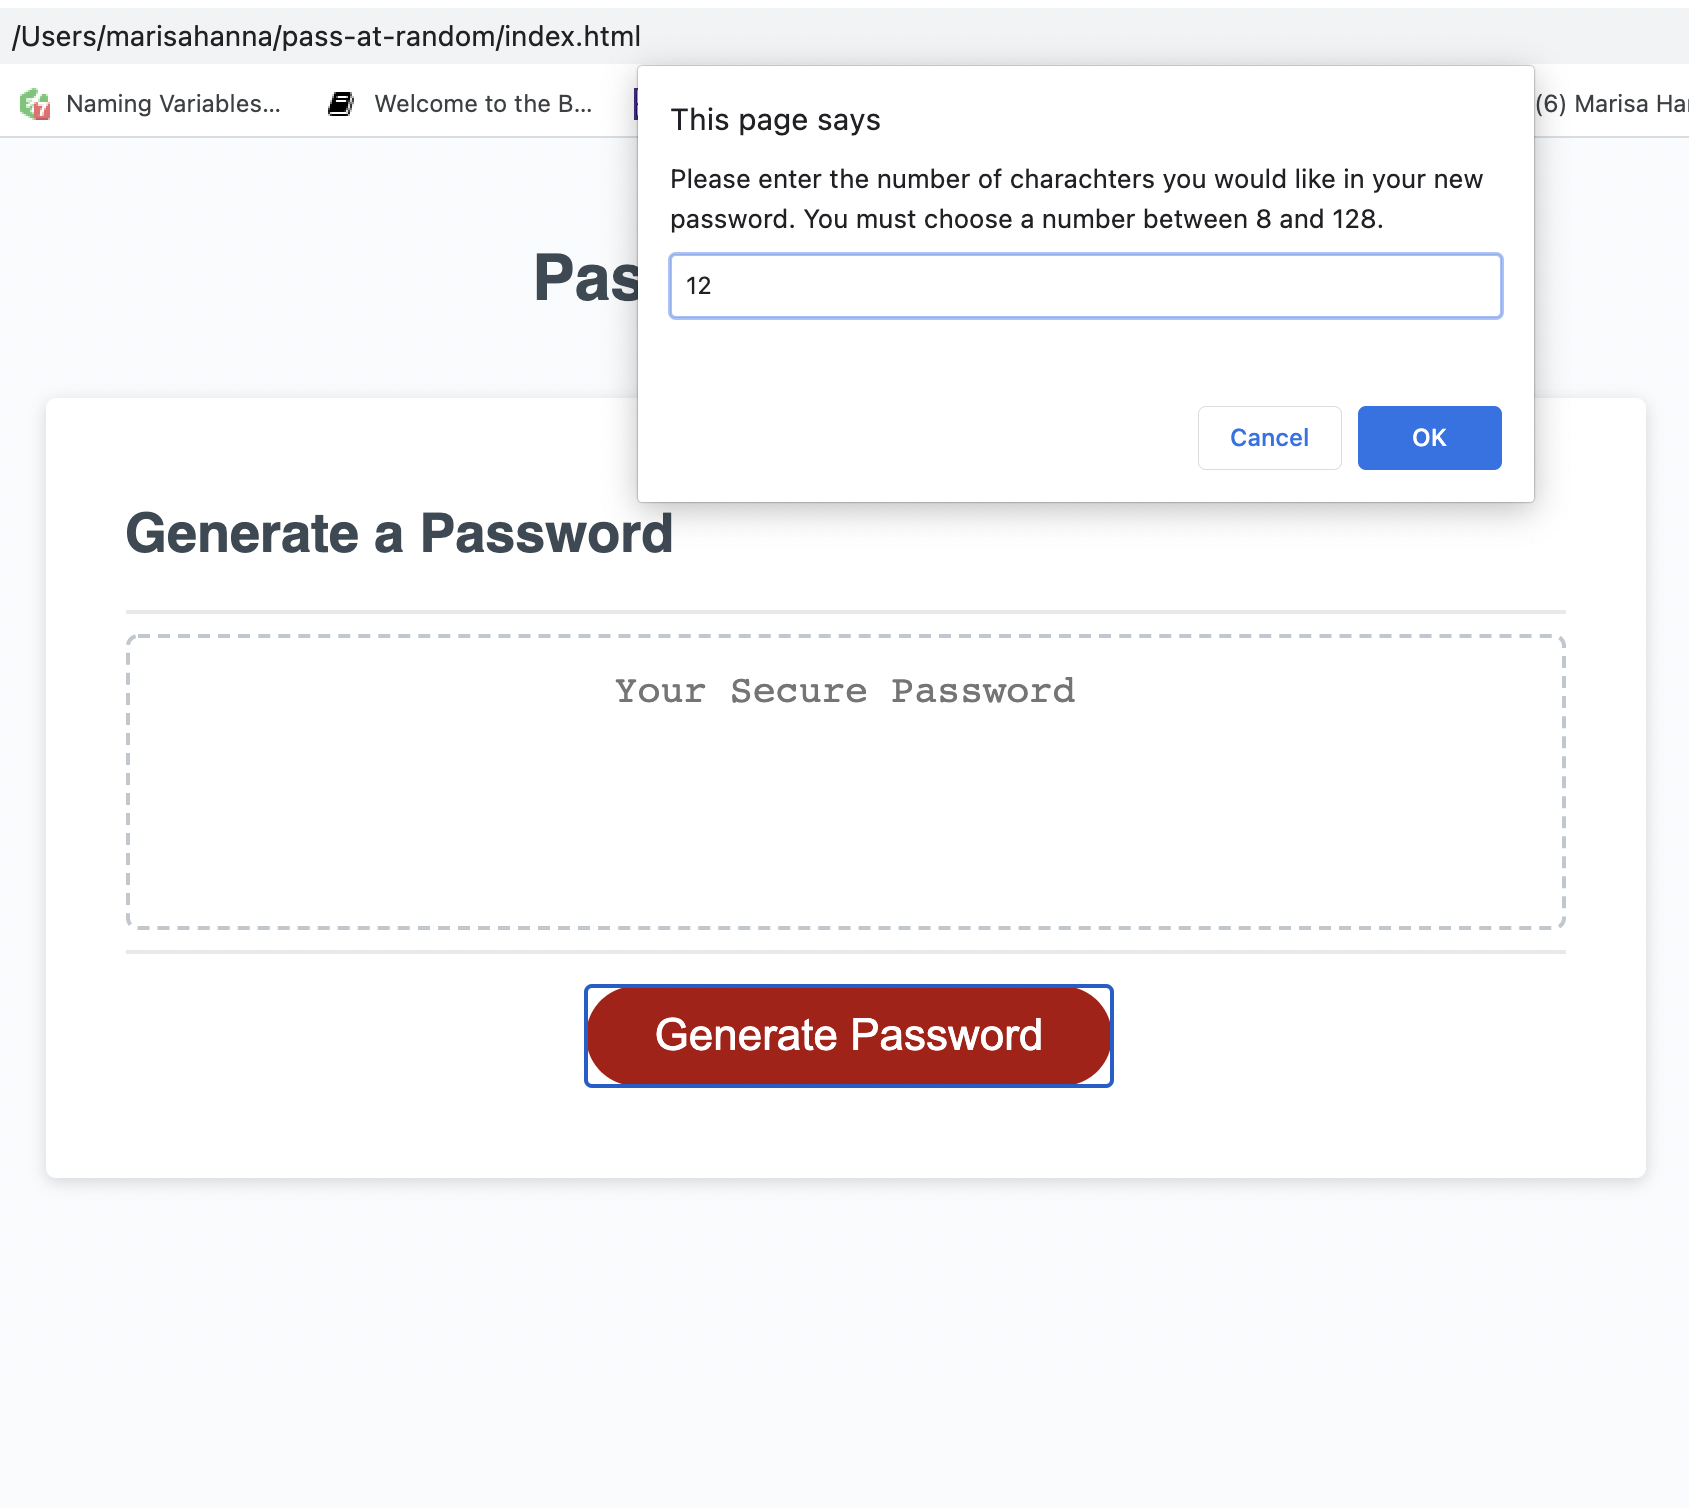 /Users/marisahanna/pass-at-random/index.html
Naming Variables... Welcome to the B... (6) Marisa Har
This page says
Please enter the number of charachters you would like in your new
password. You must choose a number between 8 and 128.
12
Cancel OK
Pas
Generate a Password
Your Secure Password
Generate Password